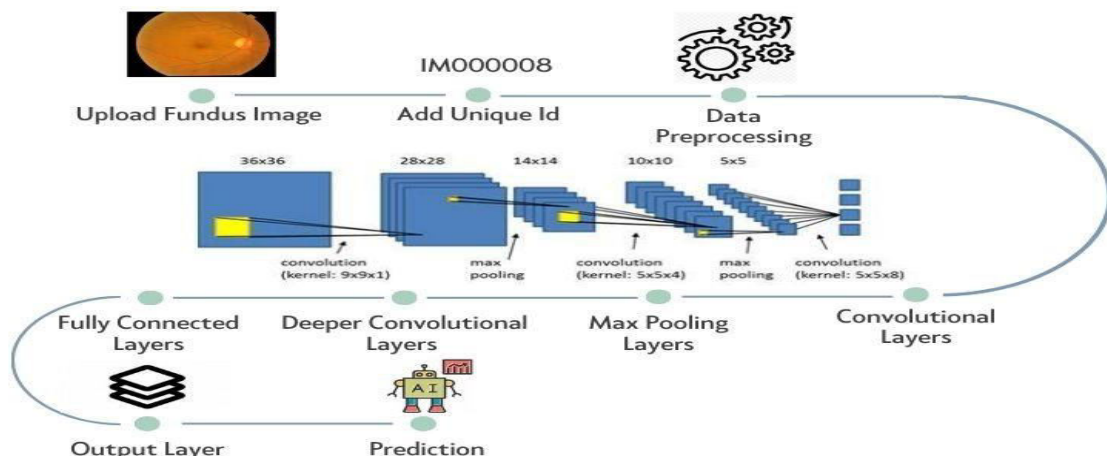 IM000008
Upload Fundus Image
Add Unique Id
Data
Preprocessing
36x36
28x28
14x14
10x10
5x5
convolution
(kernel: 9x9x1)
max
pooling
convolution
(kernel: 5x5x4)
max
pooling
convolution
(kernel: 5x5x8)
Fully Connected
Layers
Deeper Convolutional
Layers
Max Pooling
Layers
Convolutional
Layers
AI
Output Layer
Prediction